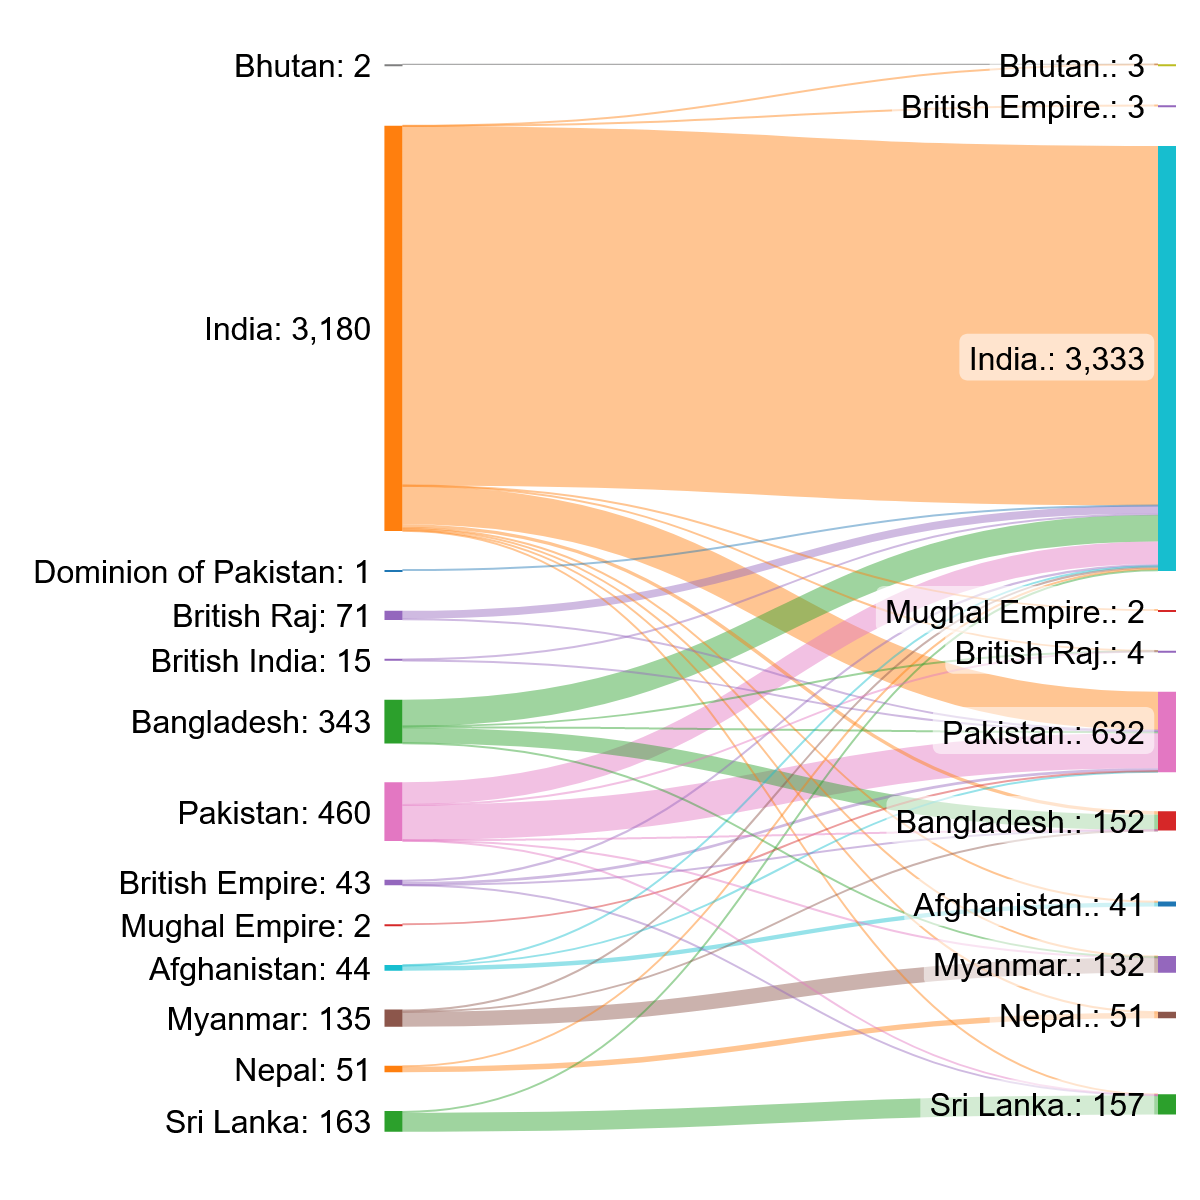 Bhutan: 2
India: 3,180
Dominion of Pakistan: 1
British Raj: 71
British India: 15
Bangladesh: 343
Pakistan: 460
British Empire: 43
Mughal Empire: 2
Afghanistan: 44
Myanmar: 135
Nepal: 51
Sri Lanka: 163
Bhutan.: 3
British Empire.: 3
India.: 3,333
Mughal Empire.: 2
British Raj.: 4
Pakistan.: 632
Bangladesh.: 152
Afghanistan.: 41
Myanmar.: 132
Nepal.: 51
Sri Lanka.: 157